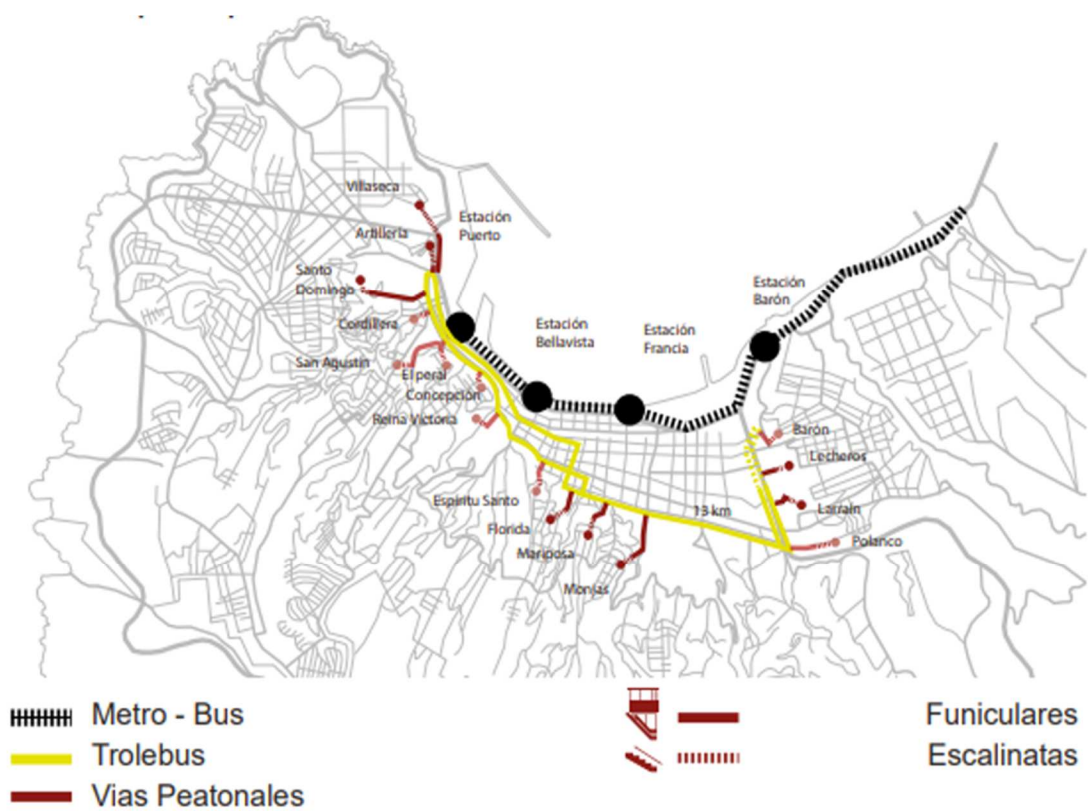 Villaseca
Estación
Puerto
Artillería
Santo
Domingo
Estación
Barón
Cordillera
Estación
Bellavista
Estación
Francia
San Agustín
El peral
Concepción
Reina Victoria
Barón
Lecheros
Espíritu Santo
13 km
Larraín
Florida
Polanco
Mariposa
Monjas
Metro - Bus
Funiculares
Trolebus
Escalinatas
Vias Peatonales